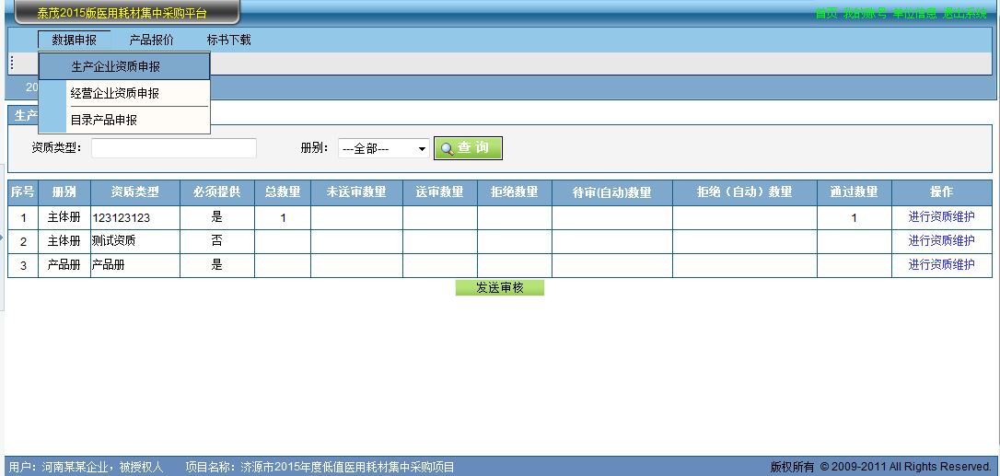 泰茂2015版医用耗材集中采购平台
首页 我的账号 单位信息 退出系统
数据申报 产品报价 标书下载
生产企业资质申报
20
经营企业资质申报
生产
目录产品申报
资质类型： 册别： ---全部--- 查 询
序号 册别 资质类型 必须提供 总数量 未送审数量 送审数量 拒绝数量 待审(自动)数量 拒绝（自动）数量 通过数量 操作
1 主体册 123123123 是 1 1 进行资质维护
2 主体册 测试资质 否 进行资质维护
3 产品册 产品册 是 进行资质维护
发送审核
用户：河南某某企业，被授权人 项目名称：济源市2015年度低值医用耗材集中采购项目 版权所有 © 2009-2011 All Rights Reserved.